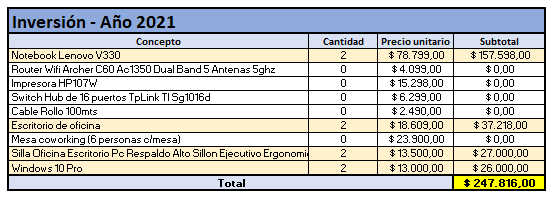 Inversión - Año 2021
Concepto Cantidad Precio unitario Subtotal
Notebook Lenovo V330 2 $ 78.799,00 $ 157.598,00
Router Wifi Archer C60 Ac1350 Dual Band 5 Antenas 5ghz 0 $ 4.099,00 $ 0,00
Impresora HP107W 0 $ 15.298,00 $ 0,00
Switch Hub de 16 puertos TpLink Tl Sg1016d 0 $ 6.299,00 $ 0,00
Cable Rollo 100mts 0 $ 2.490,00 $ 0,00
Escritorio de oficina 2 $ 18.609,00 $ 37.218,00
Mesa coworking (6 personas c/mesa) 0 $ 23.900,00 $ 0,00
Silla Oficina Escritorio Pc Respaldo Alto Sillon Ejecutivo Ergonomi 2 $ 13.500,00 $ 27.000,00
Windows 10 Pro 2 $ 13.000,00 $ 26.000,00
Total $ 247.816,00